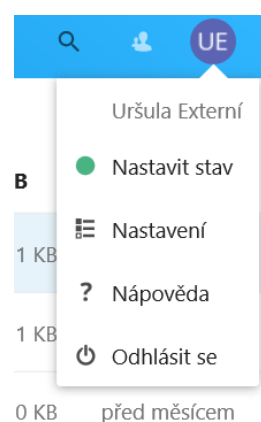 UE
Uršula Externí
Nastavit stav
B
Nastavení
1 KB
? Nápověda
1 KB
Odhlásit se
0 KB před měsícem